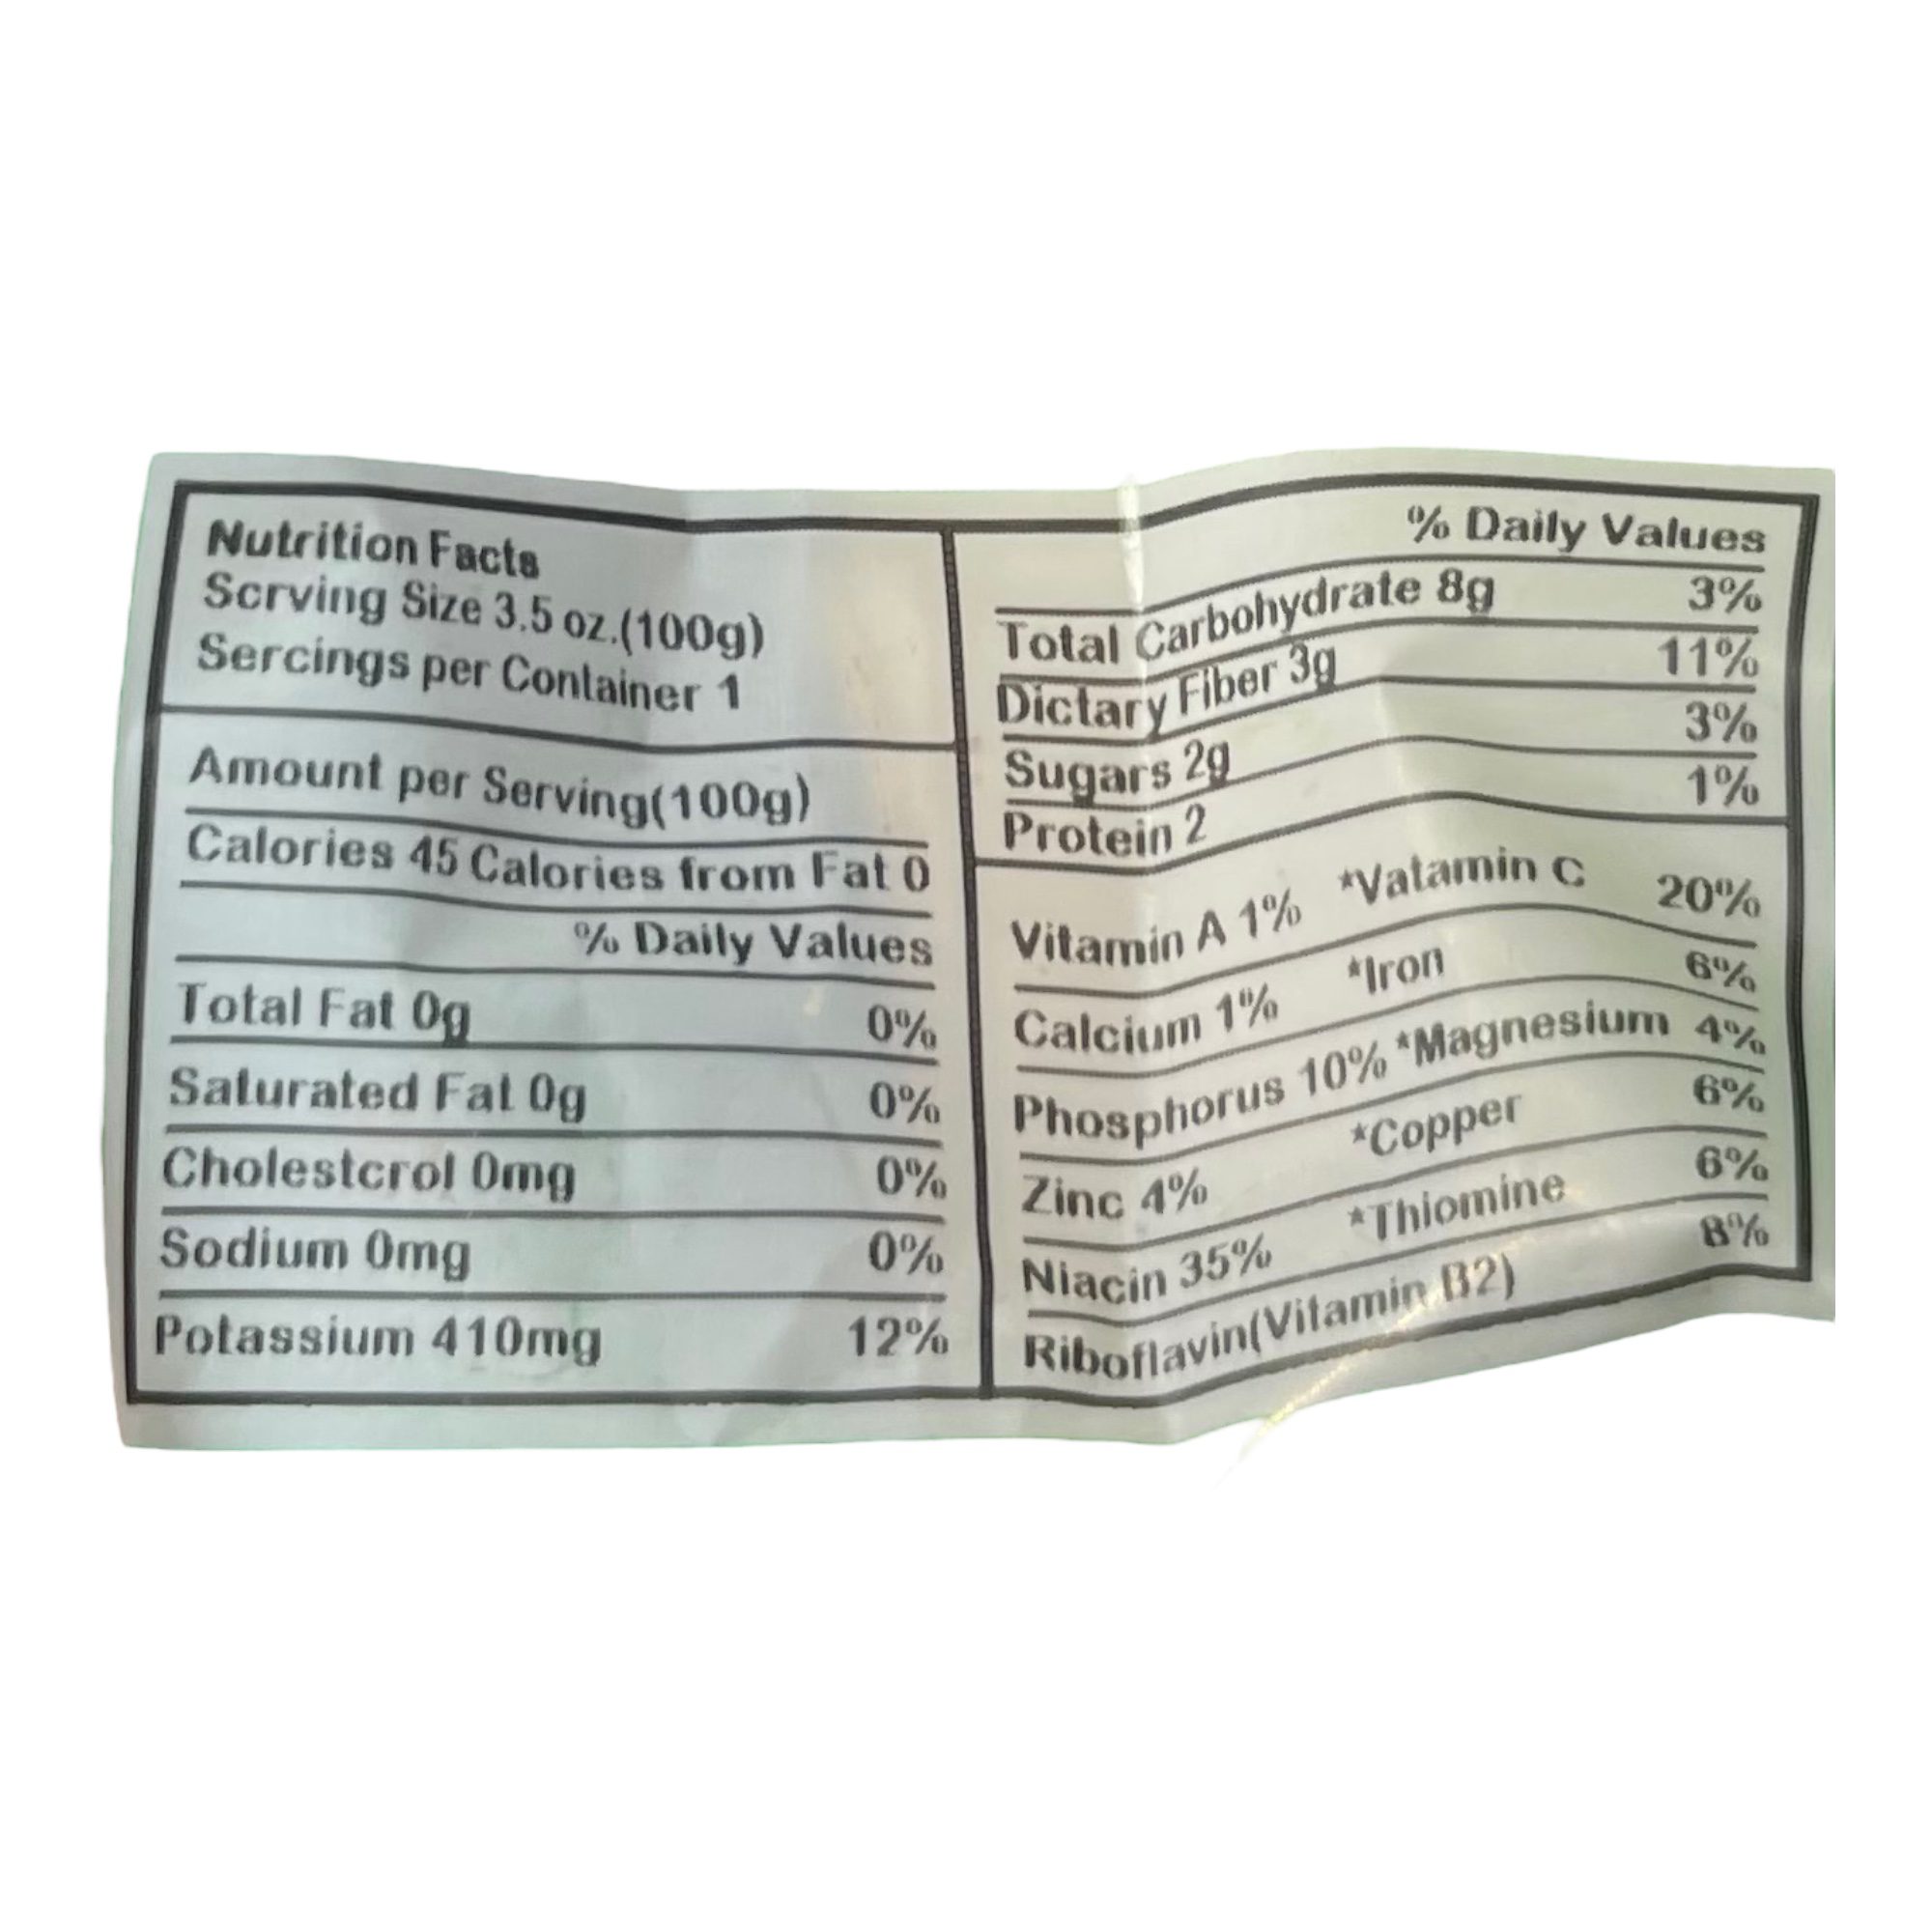 Nutrition Facts
Scrving Size 3.5 oz.(100g)
Sercings per Container 1
Amount per Serving(100g)
Calories 45 Calories from Fat 0
% Daily Values
Total Fat 0g 0%
Saturated Fat 0g 0%
Cholestcrol 0mg 0%
Sodium 0mg 0%
Potassium 410mg 12%
% Daily Values
Total Carbohydrate 8g 3%
Dictary Fiber 3g 11%
Sugars 2g 3%
Protein 2 1%
Vitamin A 1% *Vatamin C 20%
Calcium 1% *Iron 6%
Phosphorus 10% *Magnesium 4%
Zinc 4% *Copper 6%
Niacin 35% *Thiomine 6%
Riboflavin(Vitamin B2) 8%